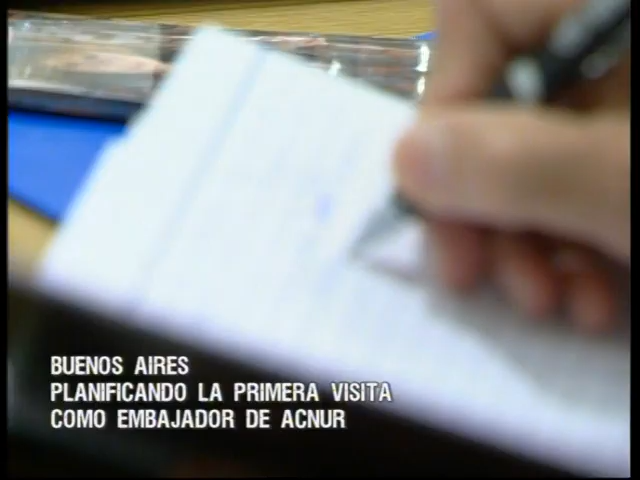 BUENOS AIRES
PLANIFICANDO LA PRIMERA VISITA
COMO EMBAJADOR DE ACNUR